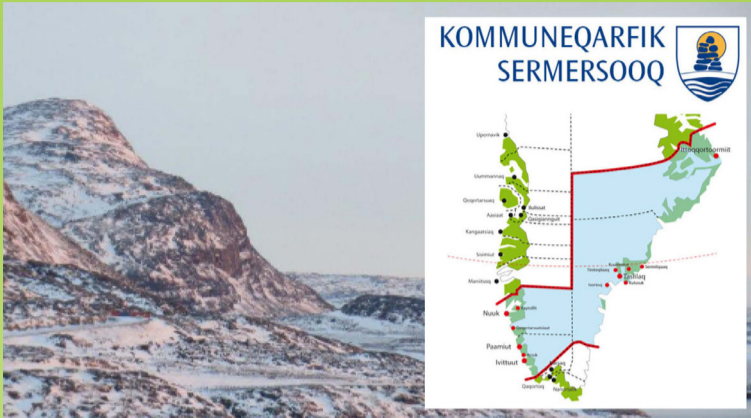 KOMMUNEQARFIK
SERMERSOOQ
Upernavik
Ittoqqortoormiit
Uummannaq
Qeqertarsuaq
Ilulissat
Aasiaat
Qasigiannguit
Kangaatsiaq
Sisimiut
Maniitsoq
Tasiilaq
Nuuk
Paamiut
Ivittuut
Qaqortoq